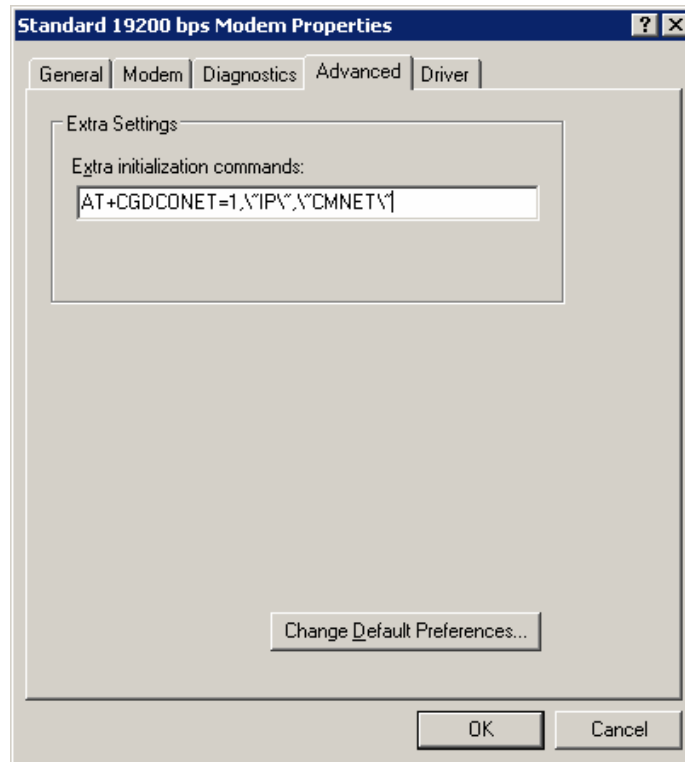 Standard 19200 bps Modem Properties
General Modem Diagnostics Advanced Driver
Extra Settings
Extra initialization commands:
AT+CGDCONET=1,\"IP\",\"CMNET\"
Change Default Preferences...
OK Cancel